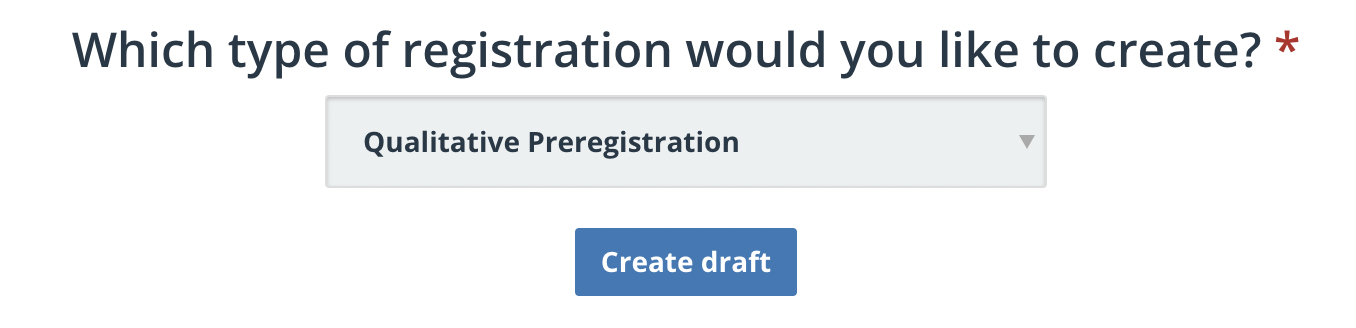 Which type of registration would you like to create? *
Qualitative Preregistration
Create draft